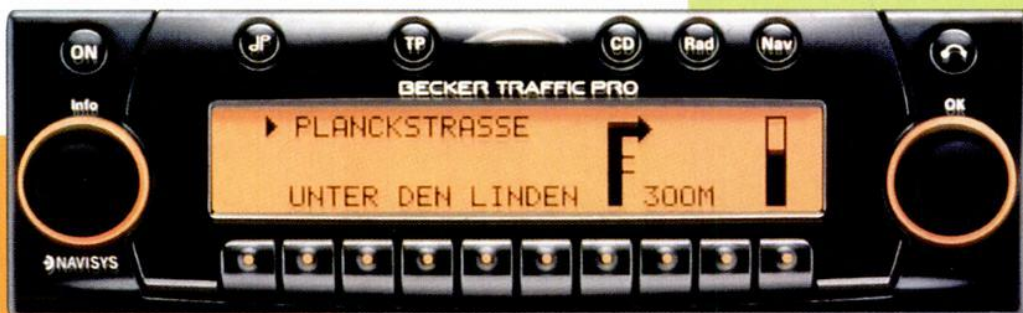 ON
TP
CD
Rad
Nav
BECKER TRAFFIC PRO
Info
OK
PLANCKSTRASSE
UNTER DEN LINDEN 300M
NAVISYS